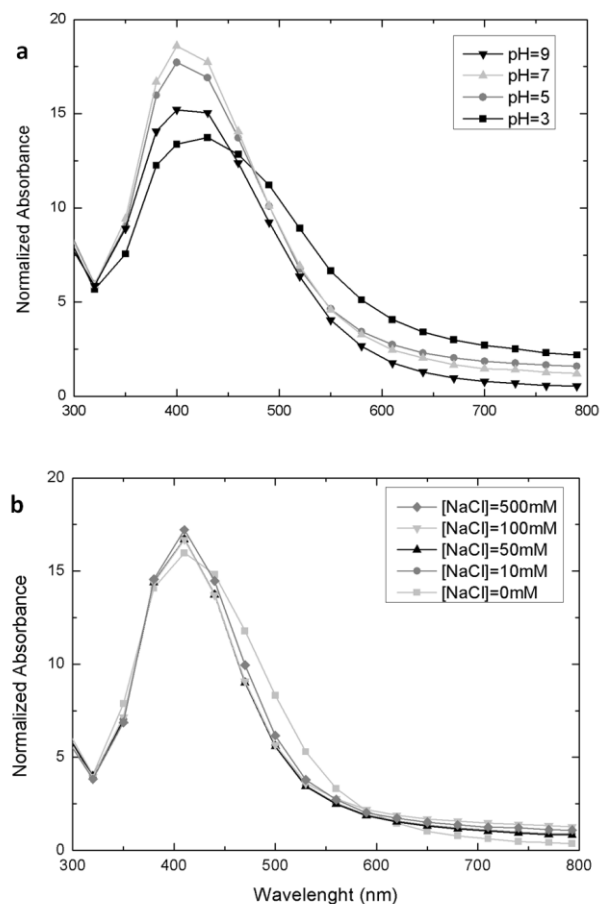 a
20
15
10
5
0
Normalized Absorbance
pH=9
pH=7
pH=5
pH=3
300 400 500 600 700 800
b
20
15
10
5
0
Normalized Absorbance
[NaCl]=500mM
[NaCl]=100mM
[NaCl]=50mM
[NaCl]=10mM
[NaCl]=0mM
300 400 500 600 700 800
Wavelenght (nm)